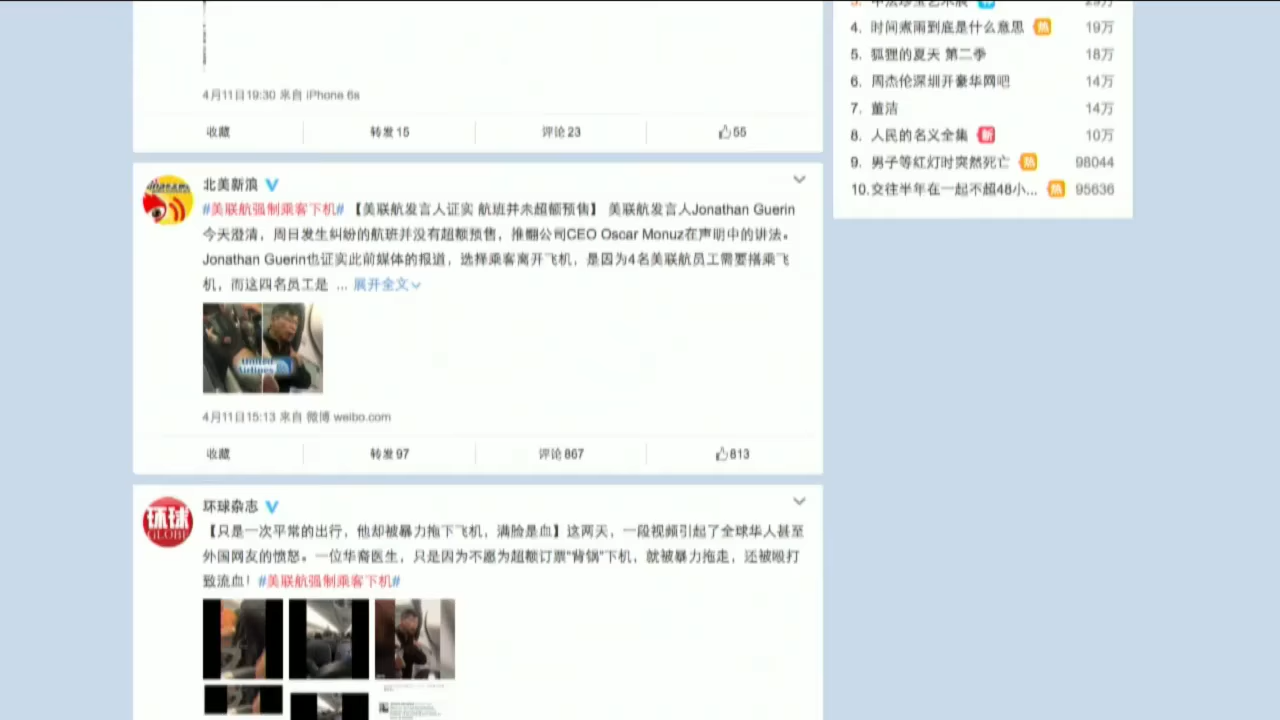 4. 时间煮雨到底是什么意思 热 19万
5. 狐狸的夏天 第二季 18万
6. 周杰伦深圳开豪华网吧 14万
7. 董洁 14万
8. 人民的名义全集 新 10万
9. 男子等红灯时突然死亡 热 98044
10. 交往半年在一起不超48小... 热 95636
4月11日19:30 来自 iPhone 6s
收藏 转发 15 评论 23 55
北美新浪
#美联航强制乘客下机# 【美联航发言人证实 航班并未超额预售】 美联航发言人Jonathan Guerin
今天澄清，周日发生纠纷的航班并没有超额预售，推翻公司CEO Oscar Monuz在声明中的讲法。
Jonathan Guerin也证实此前媒体的报道，选择乘客离开飞机，是因为4名美联航员工需要搭乘飞
机，而这四名员工是 ... 展开全文
United
Airlines
4月11日15:13 来自 微博 weibo.com
收藏 转发 97 评论 867 813
环球
GLOBE
环球杂志
【只是一次平常的出行，他却被暴力拖下飞机，满脸是血】这两天，一段视频引起了全球华人甚至
外国网友的愤怒。一位华裔医生，只是因为不愿为超额订票"背锅"下机，就被暴力拖走，还被殴打
致流血！ #美联航强制乘客下机#